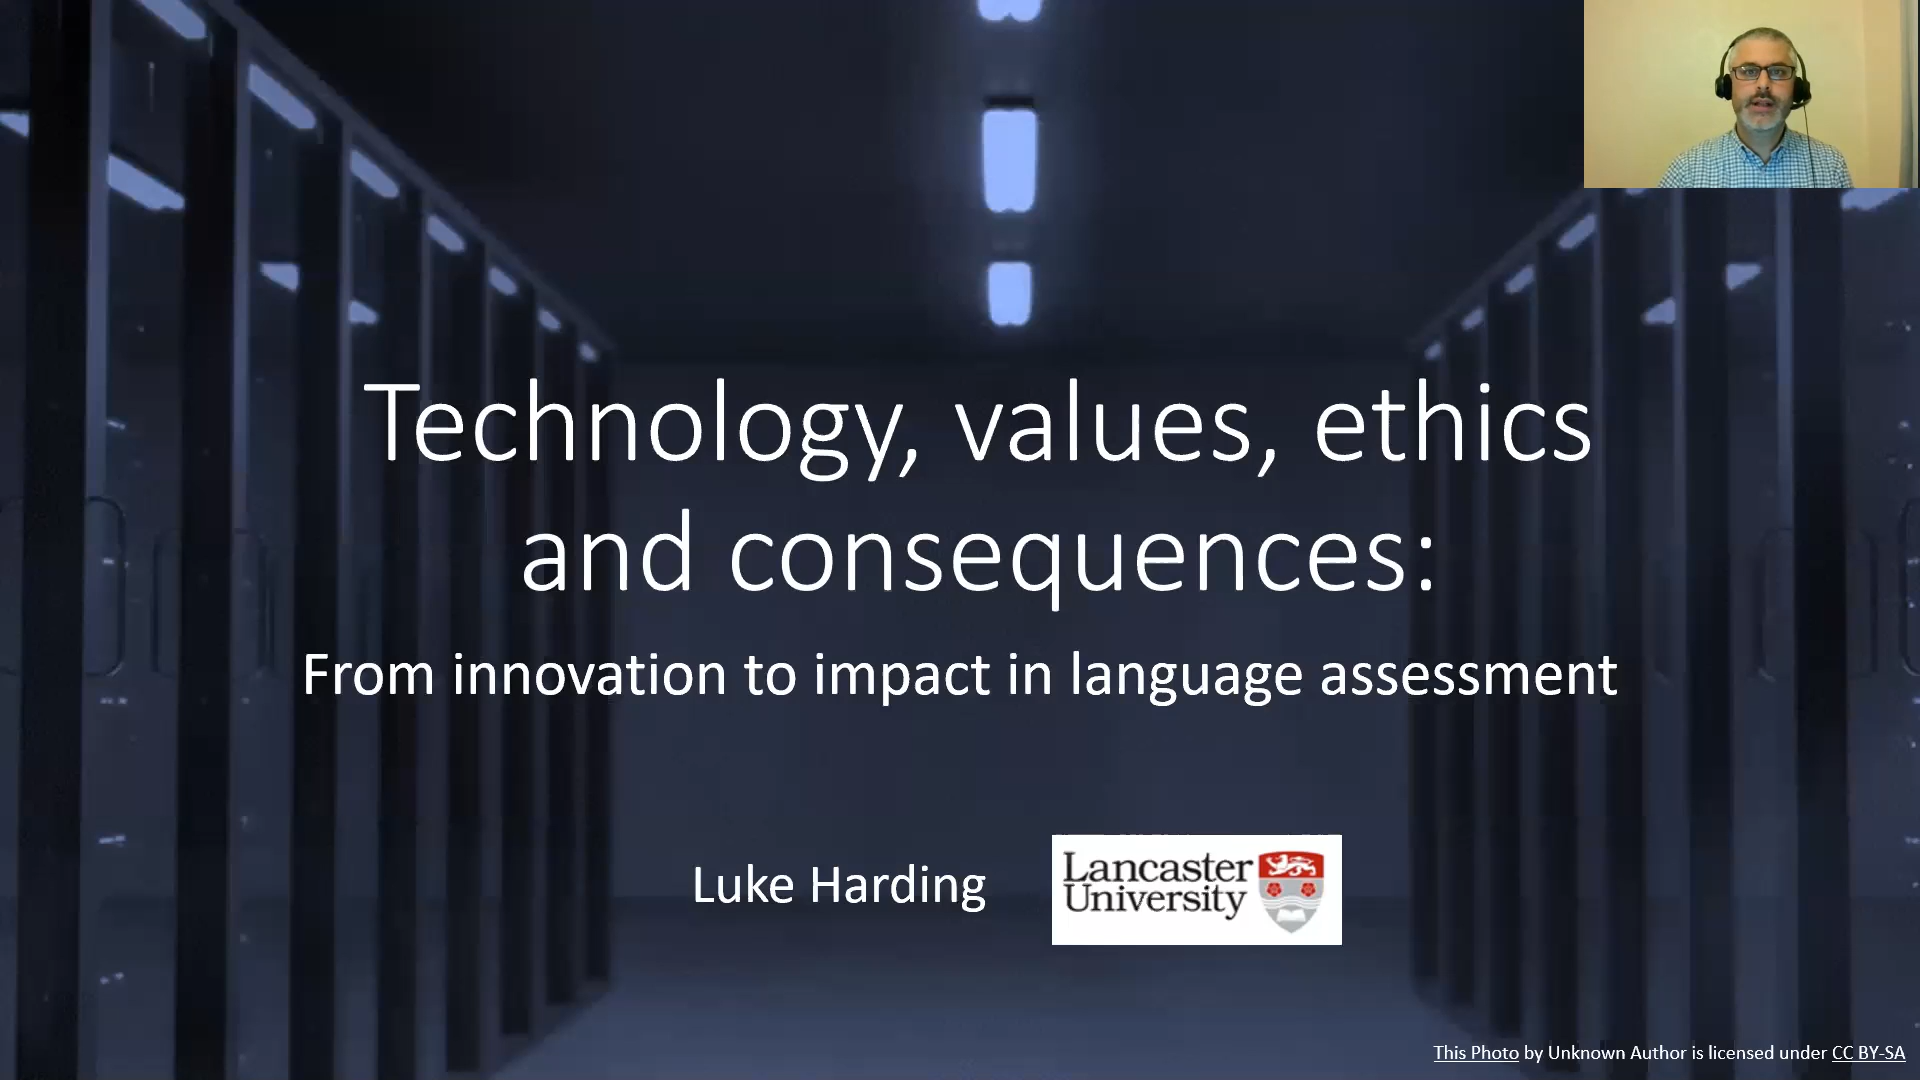 Technology, values, ethics
and consequences:
From innovation to impact in language assessment
Luke Harding
Lancaster
University
This Photo by Unknown Author is licensed under CC BY-SA